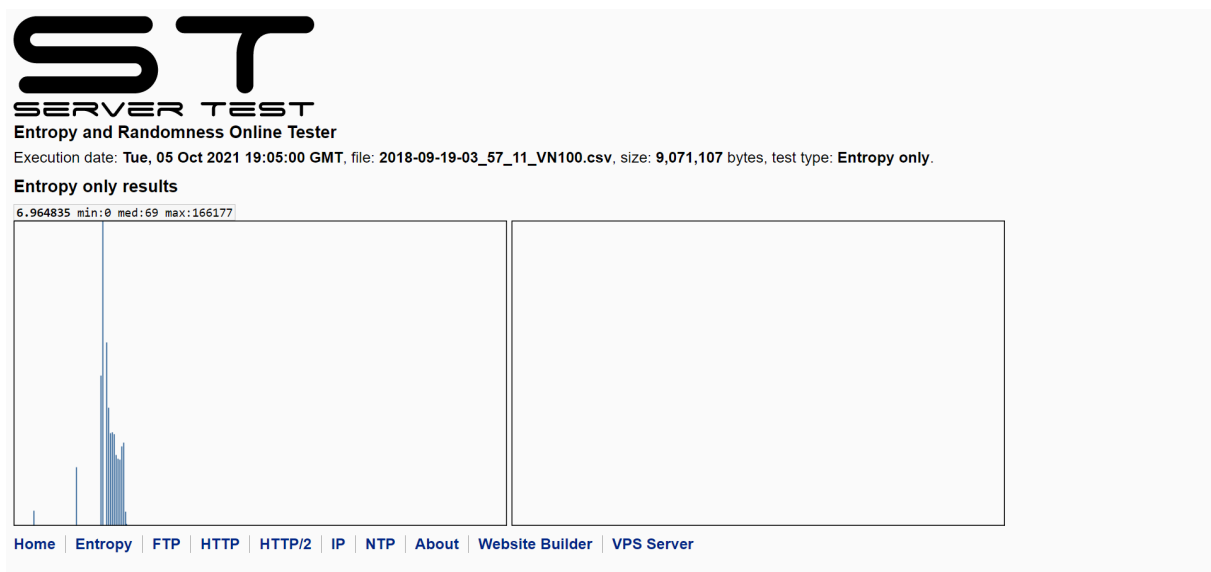 ST
SERVER TEST
Entropy and Randomness Online Tester
Execution date: Tue, 05 Oct 2021 19:05:00 GMT, file: 2018-09-19-03_57_11_VN100.csv, size: 9,071,107 bytes, test type: Entropy only.
Entropy only results
6.964835 min:0 med:69 max:166177
Home | Entropy | FTP | HTTP | HTTP/2 | IP | NTP | About | Website Builder | VPS Server